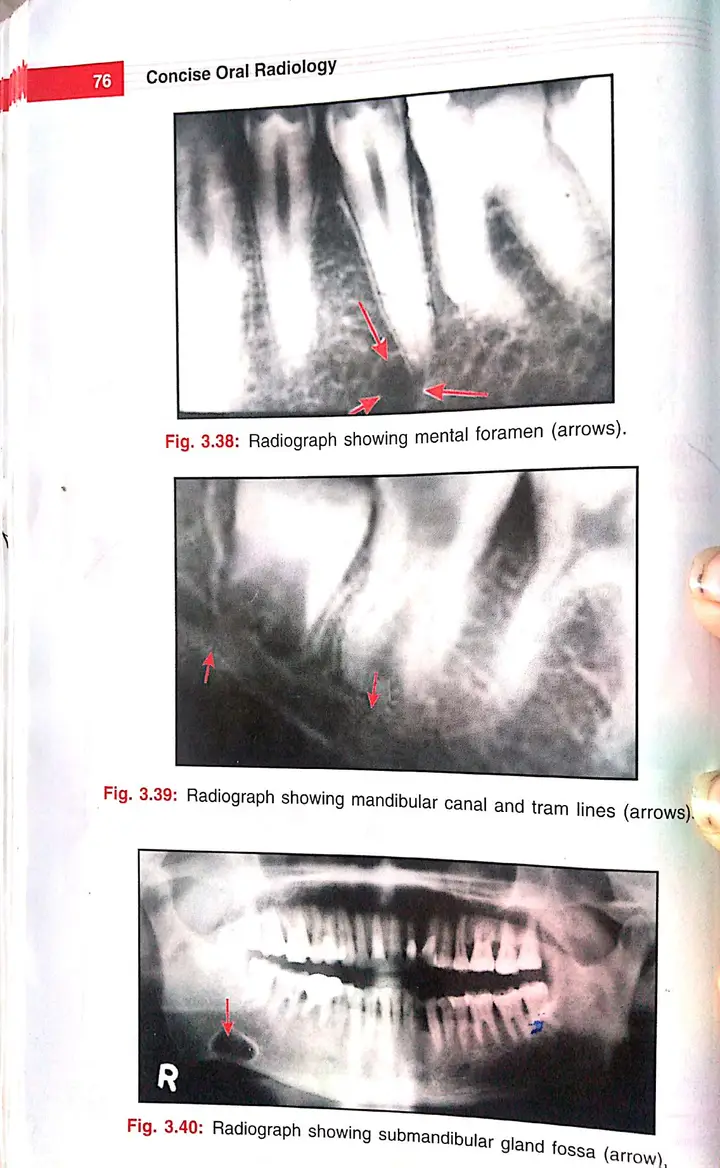 76 Concise Oral Radiology
Fig. 3.38: Radiograph showing mental foramen (arrows).
Fig. 3.39: Radiograph showing mandibular canal and tram lines (arrows).
R
Fig. 3.40: Radiograph showing submandibular gland fossa (arrow),